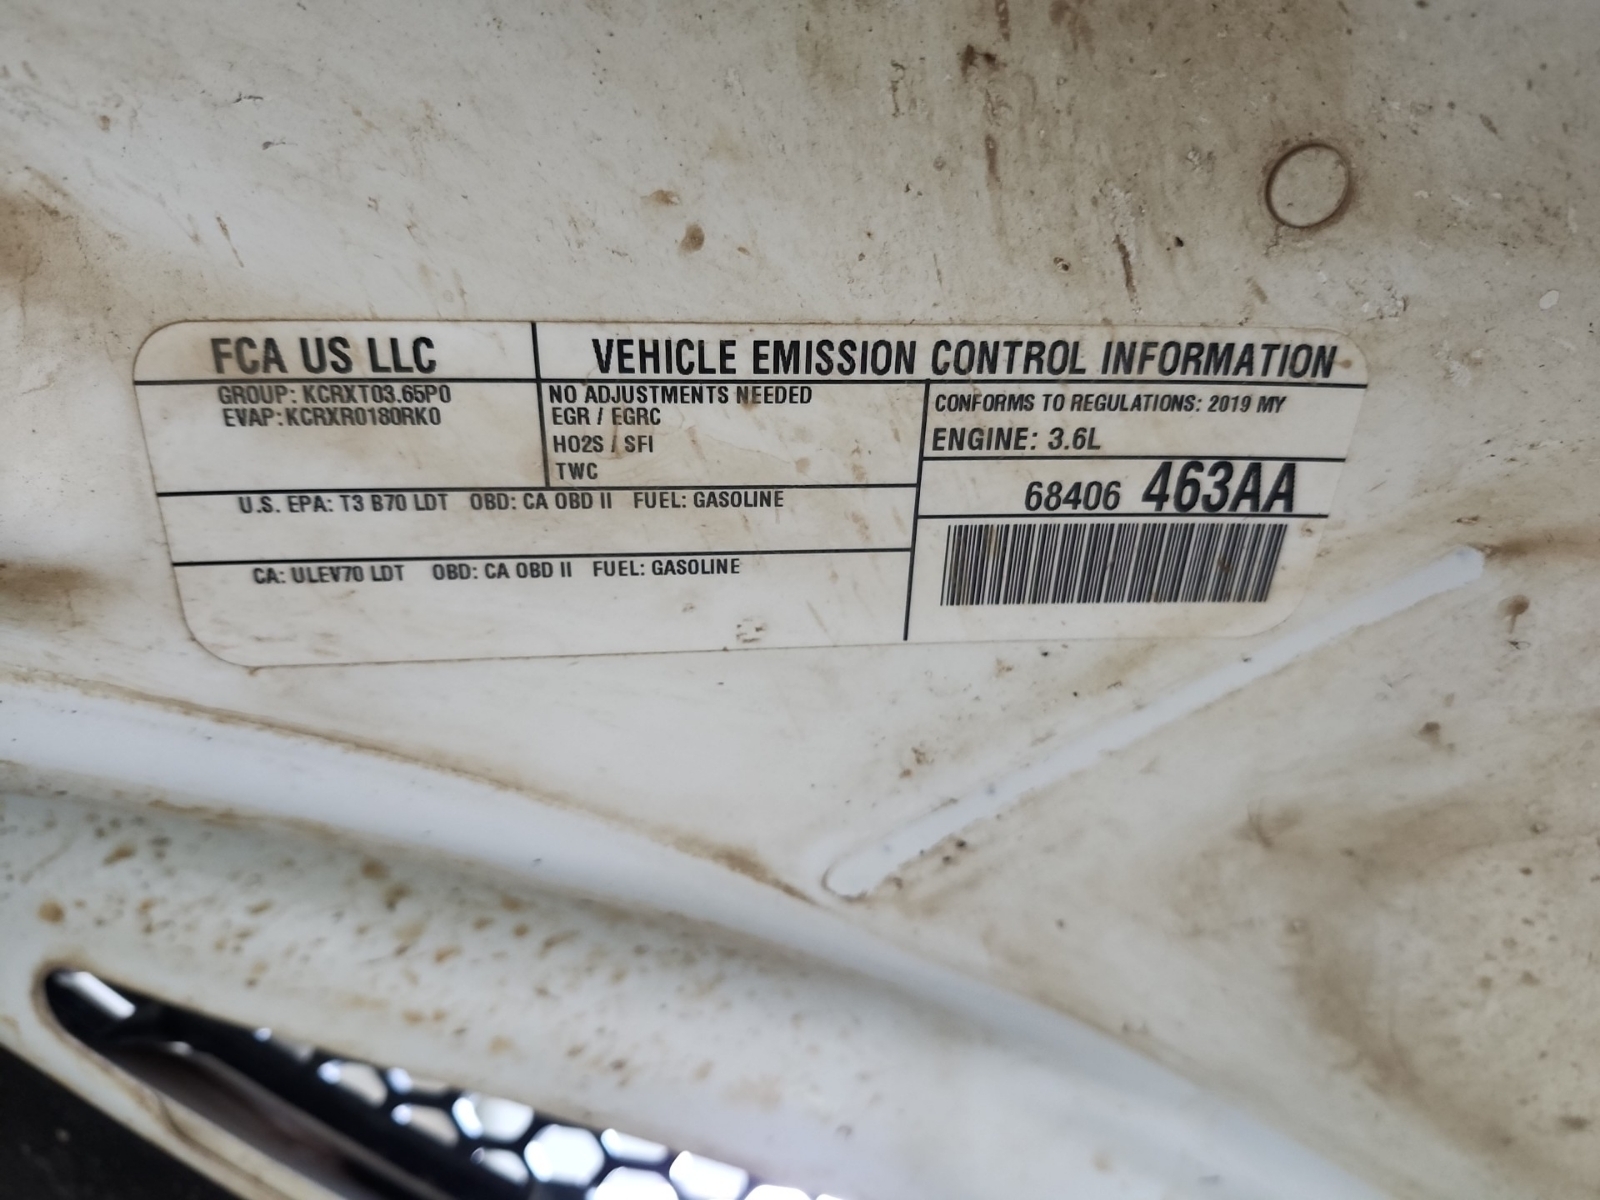 FCA US LLC
VEHICLE EMISSION CONTROL INFORMATION
GROUP: KCRXT03.65P0
EVAP: KCRXR0180RK0
NO ADJUSTMENTS NEEDED
EGR / EGRC
HO2S / SFI
TWC
CONFORMS TO REGULATIONS: 2019 MY
ENGINE: 3.6L
68406 463AA
U.S. EPA: T3 B70 LDT OBD: CA OBD II FUEL: GASOLINE
CA: ULEV70 LDT OBD: CA OBD II FUEL: GASOLINE